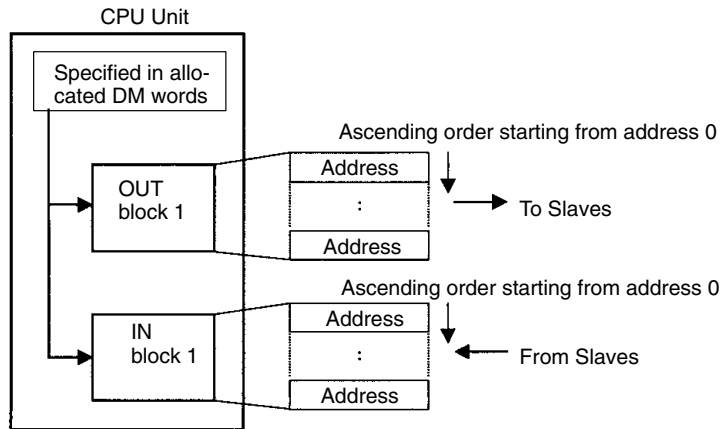 CPU Unit
Specified in allo-
cated DM words
Ascending order starting from address 0
Address
OUT
block 1
:
To Slaves
Address
Ascending order starting from address 0
Address
IN
block 1
:
From Slaves
Address